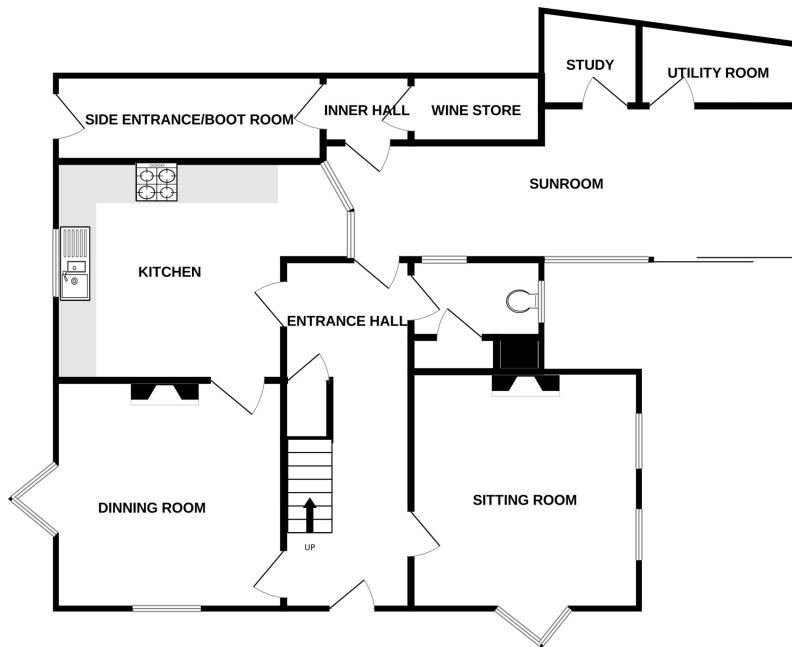 STUDY
UTILITY ROOM
SIDE ENTRANCE/BOOT ROOM
INNER HALL
WINE STORE
SUNROOM
KITCHEN
ENTRANCE HALL
DINNING ROOM
SITTING ROOM
UP